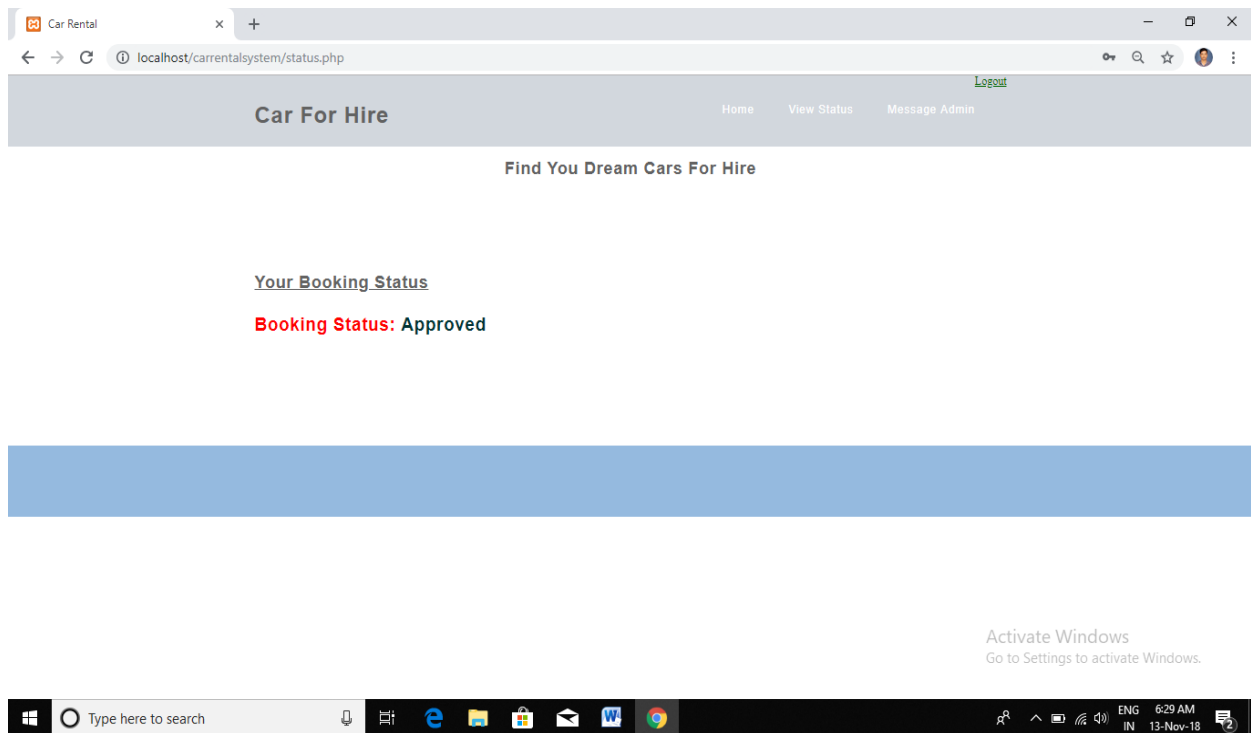 Car Rental
localhost/carrentalsystem/status.php
Logout
Car For Hire
Home View Status Message Admin
Find You Dream Cars For Hire
Your Booking Status
Booking Status: Approved
Activate Windows
Go to Settings to activate Windows.
Type here to search
ENG 6:29 AM
IN 13-Nov-18
2